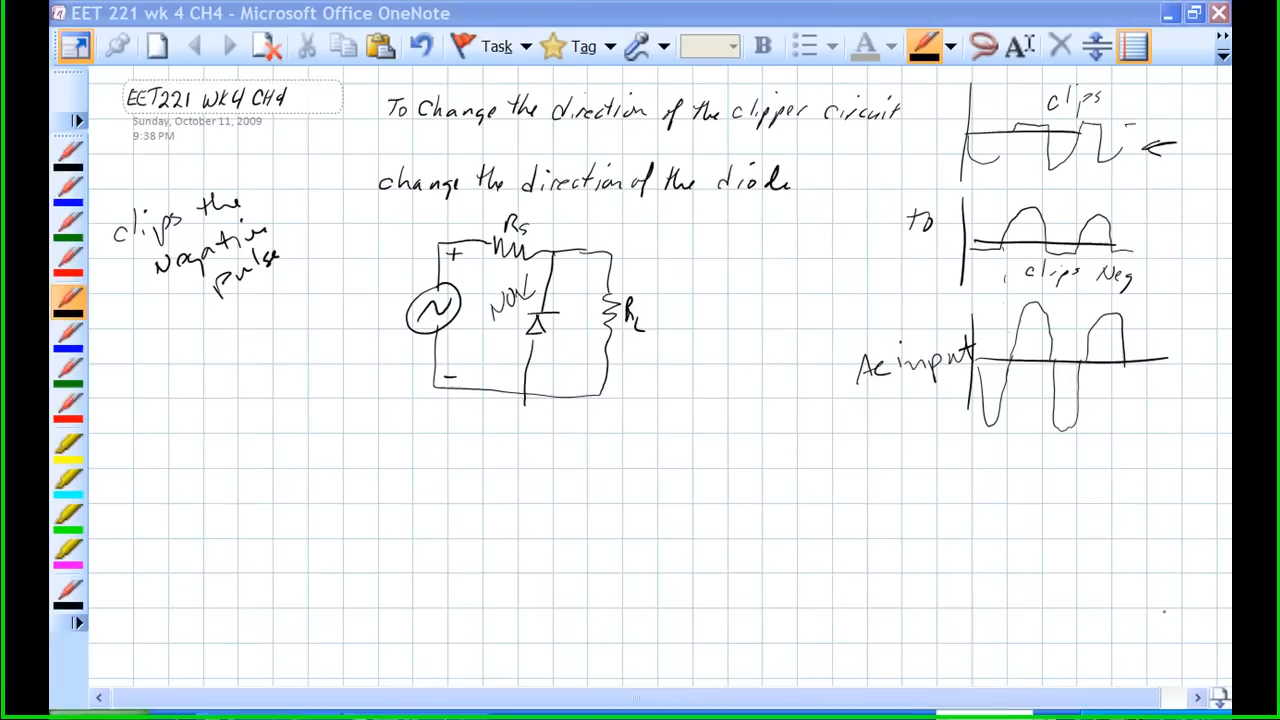 EET 221 wk 4 CH4 - Microsoft Office OneNote
Task
Tag
B
A
A
EET221 WK4 CH4
Sunday, October 11, 2009
9:38 PM
To Change the direction of the clipper circuit
change the direction of the diode
clips the
Negative
pulse
Rs
+
NOW
RL
-
clips
to
clips Neg
AC input